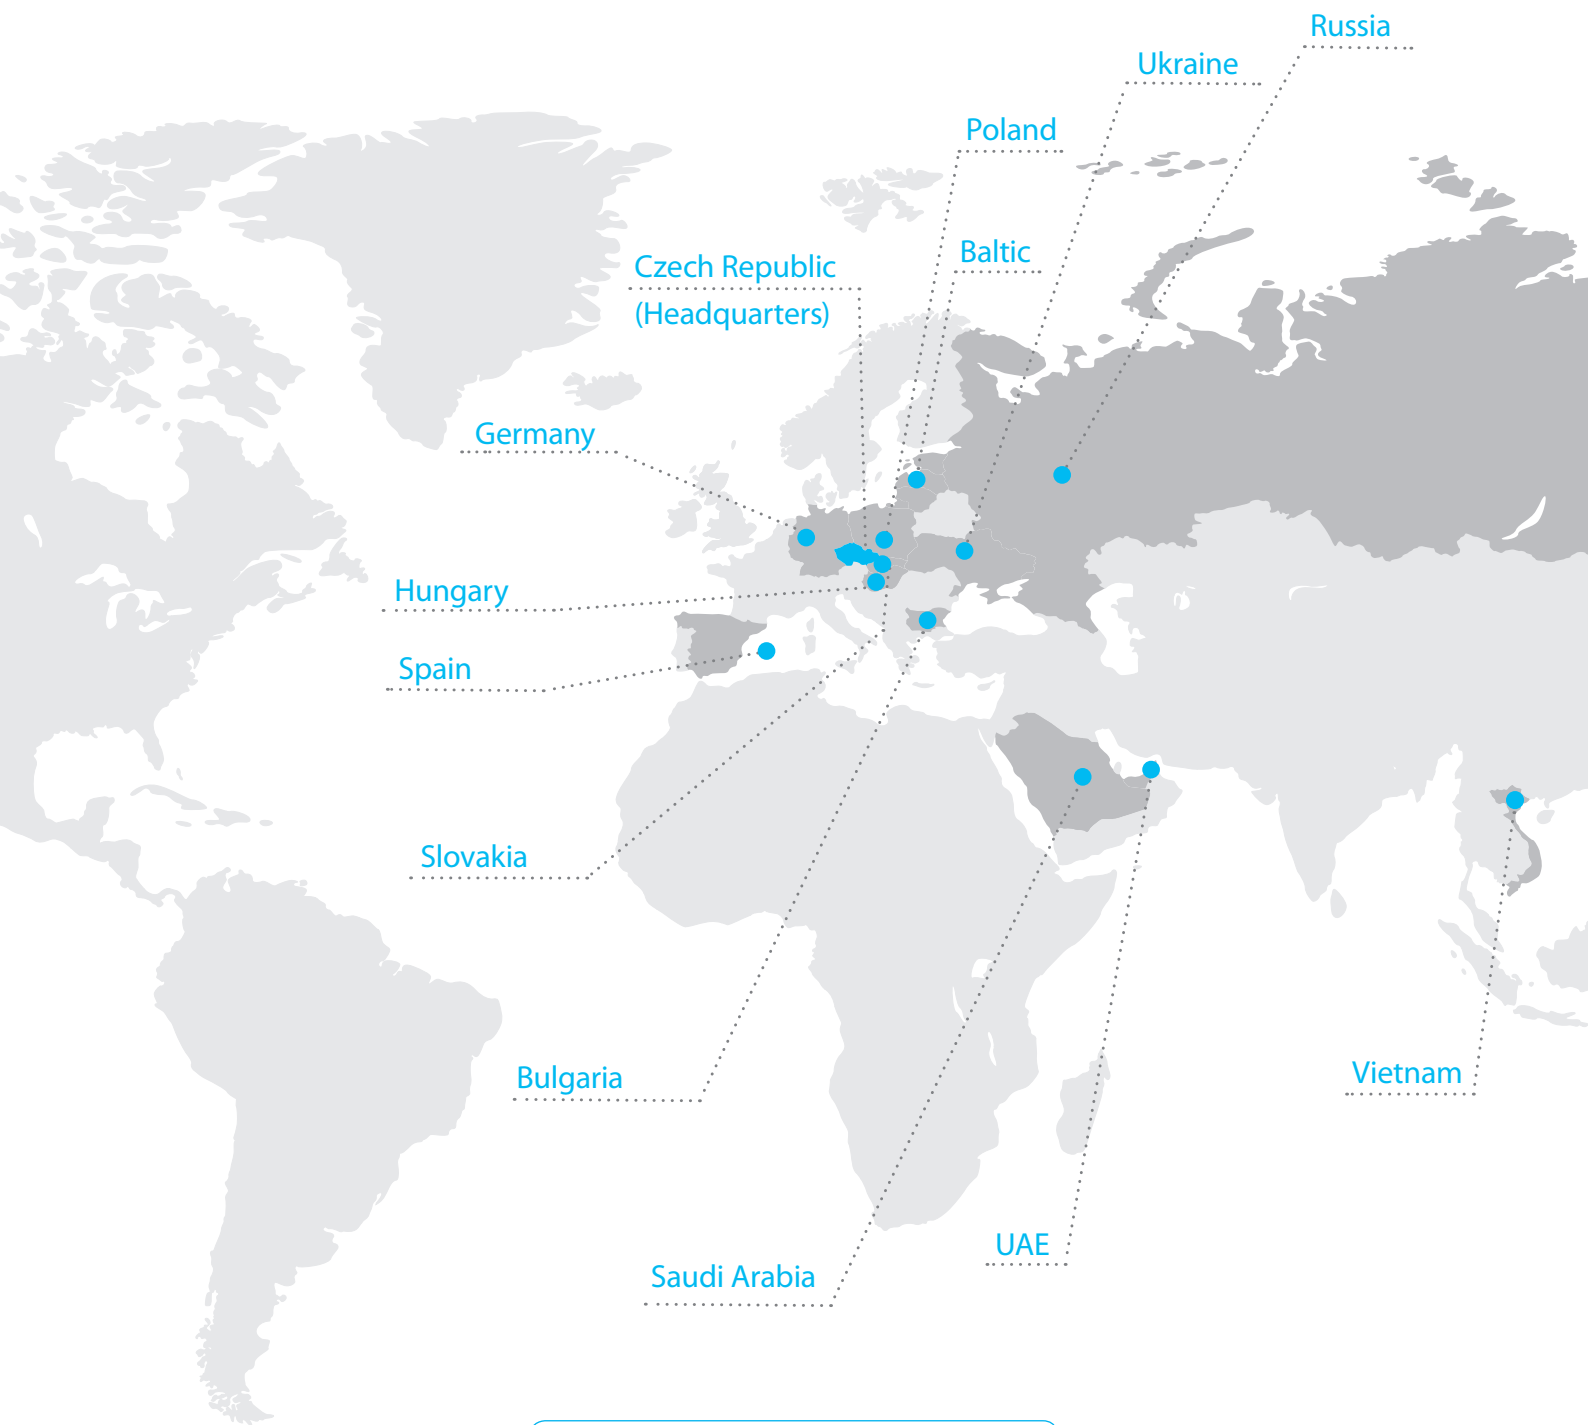 Russia
Ukraine
Poland
Baltic
Czech Republic
(Headquarters)
Germany
Hungary
Spain
Slovakia
Bulgaria
Vietnam
UAE
Saudi Arabia